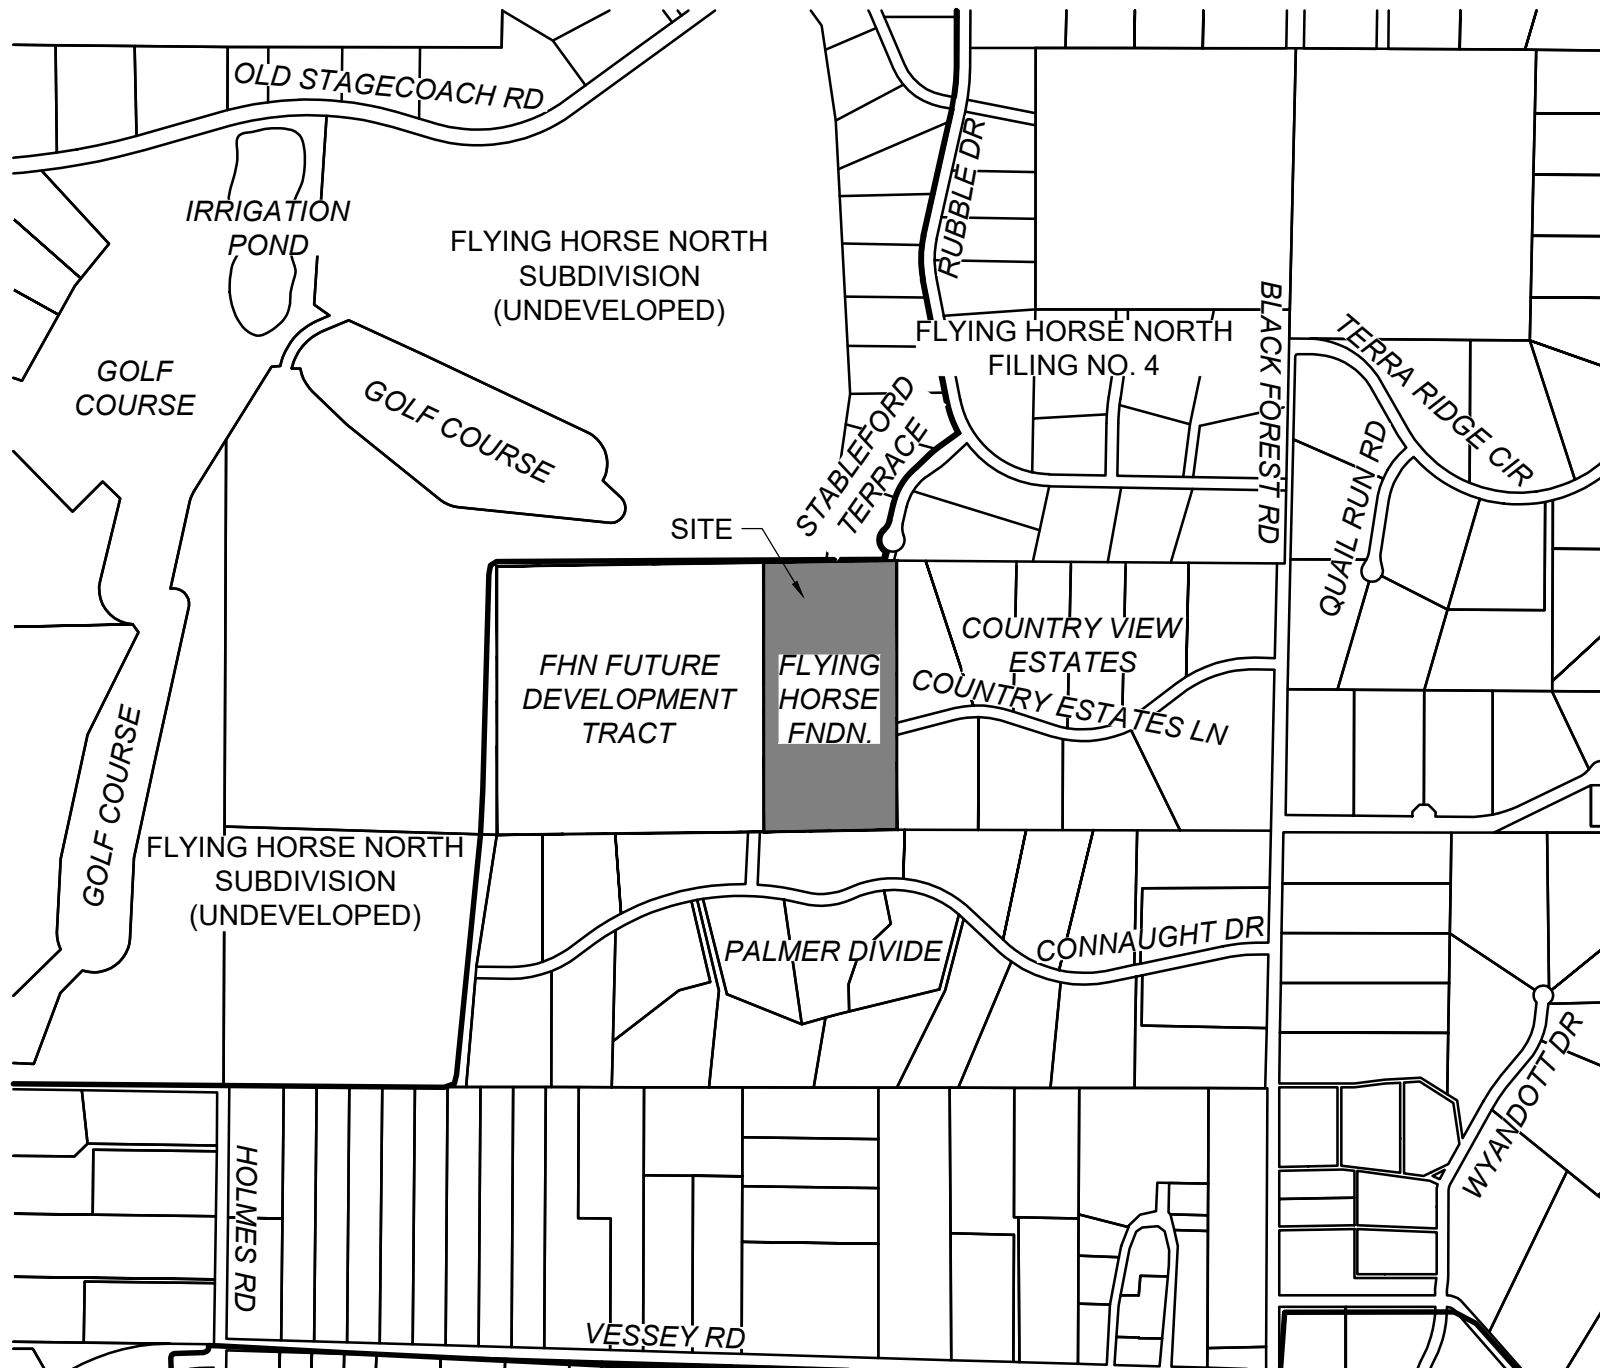 OLD STAGECOACH RD
RUBBLE DR
IRRIGATION
POND
FLYING HORSE NORTH
SUBDIVISION
(UNDEVELOPED)
BLACK FOREST RD
FLYING HORSE NORTH
FILING NO. 4
TERRA RIDGE CIR
GOLF
COURSE
GOLF COURSE
STABLEFORD
TERRACE
QUAIL RUN RD
SITE
COUNTRY VIEW
ESTATES
FHN FUTURE
DEVELOPMENT
TRACT
FLYING
HORSE
FNDN.
COUNTRY ESTATES LN
GOLF COURSE
FLYING HORSE NORTH
SUBDIVISION
(UNDEVELOPED)
PALMER DIVIDE
CONNAUGHT DR
WYANDOTT DR
HOLMES RD
VESSEY RD